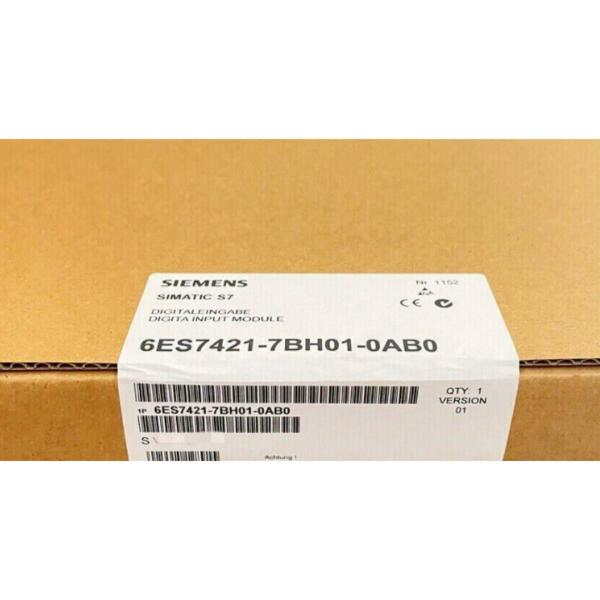 SIEMENS
Nr 1152
SIMATIC S7
CE
DIGITALEINGABE
DIGITA INPUT MODULE
6ES7421-7BH01-0AB0
QTY: 1
VERSION
01
1P 6ES7421-7BH01-0AB0
S
Achtung !